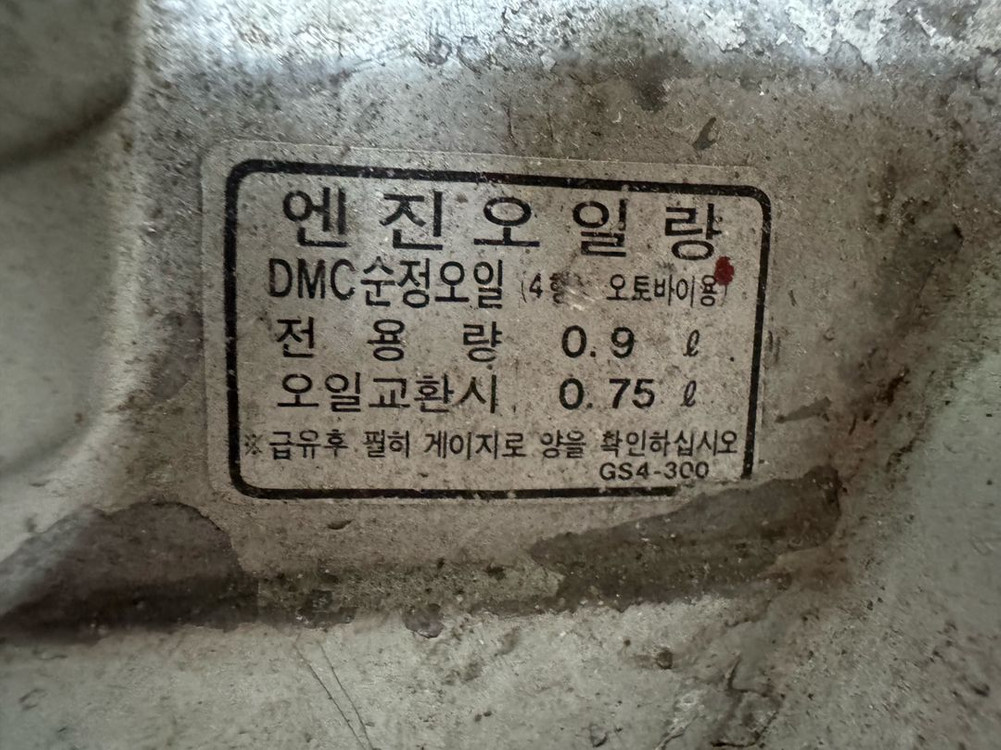 엔진오일량
DMC순정오일 (4행정 오토바이용)
전용량 0.9 ℓ
오일교환시 0.75 ℓ
※급유후 필히 게이지로 양을 확인하십시오
GS4-300